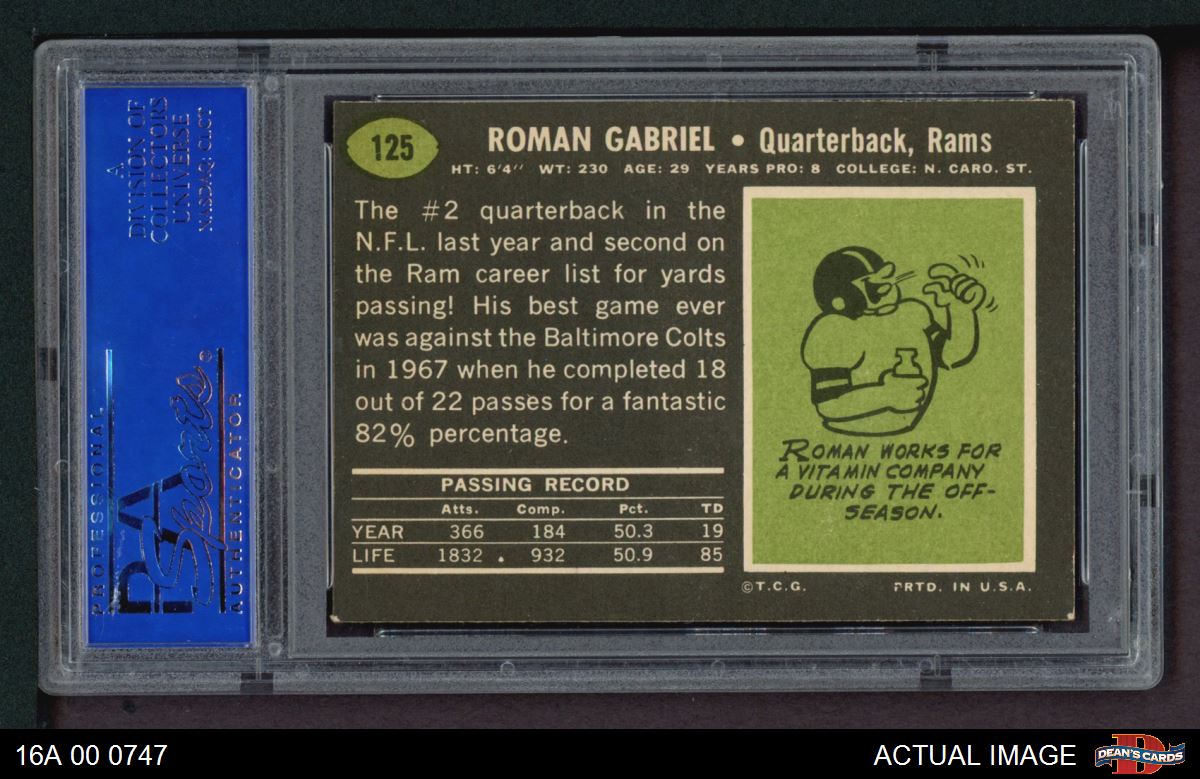 A
DIVISION OF
COLLECTORS
UNIVERSE
NASDAQ: CLCT
PROFESSIONAL
PSA
Sports
®
AUTHENTICATOR
125
ROMAN GABRIEL • Quarterback, Rams
HT: 6'4'' WT: 230 AGE: 29 YEARS PRO: 8 COLLEGE: N. CARO. ST.
The #2 quarterback in the
N.F.L. last year and second on
the Ram career list for yards
passing! His best game ever
was against the Baltimore Colts
in 1967 when he completed 18
out of 22 passes for a fantastic
82% percentage.
PASSING RECORD
Atts. Comp. Pct. TD
YEAR 366 184 50.3 19
LIFE 1832 . 932 50.9 85
ROMAN WORKS FOR
A VITAMIN COMPANY
DURING THE OFF-
SEASON.
©T.C.G. PRTD. IN U.S.A.
16A 00 0747
ACTUAL IMAGE
D
DEAN'S CARDS